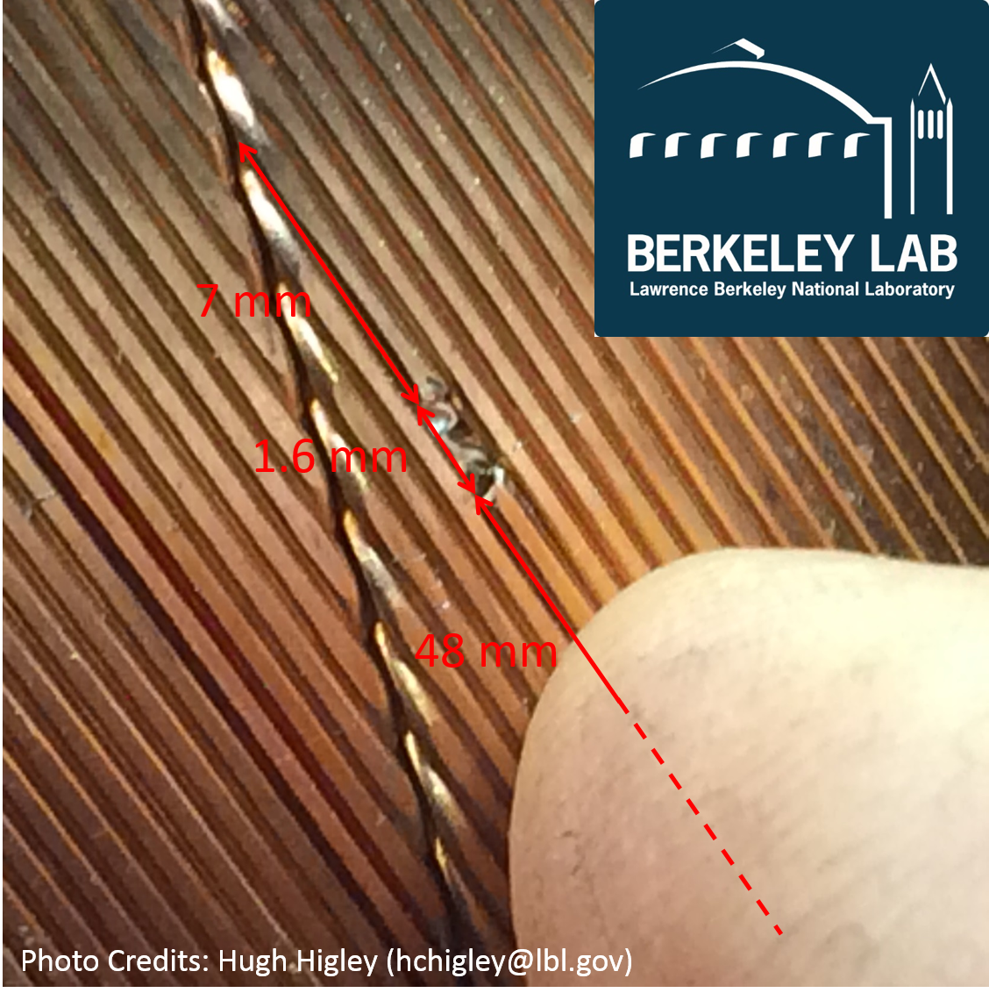 BERKELEY LAB
Lawrence Berkeley National Laboratory
7 mm
1.6 mm
48 mm
Photo Credits: Hugh Higley (hchigley@lbl.gov)